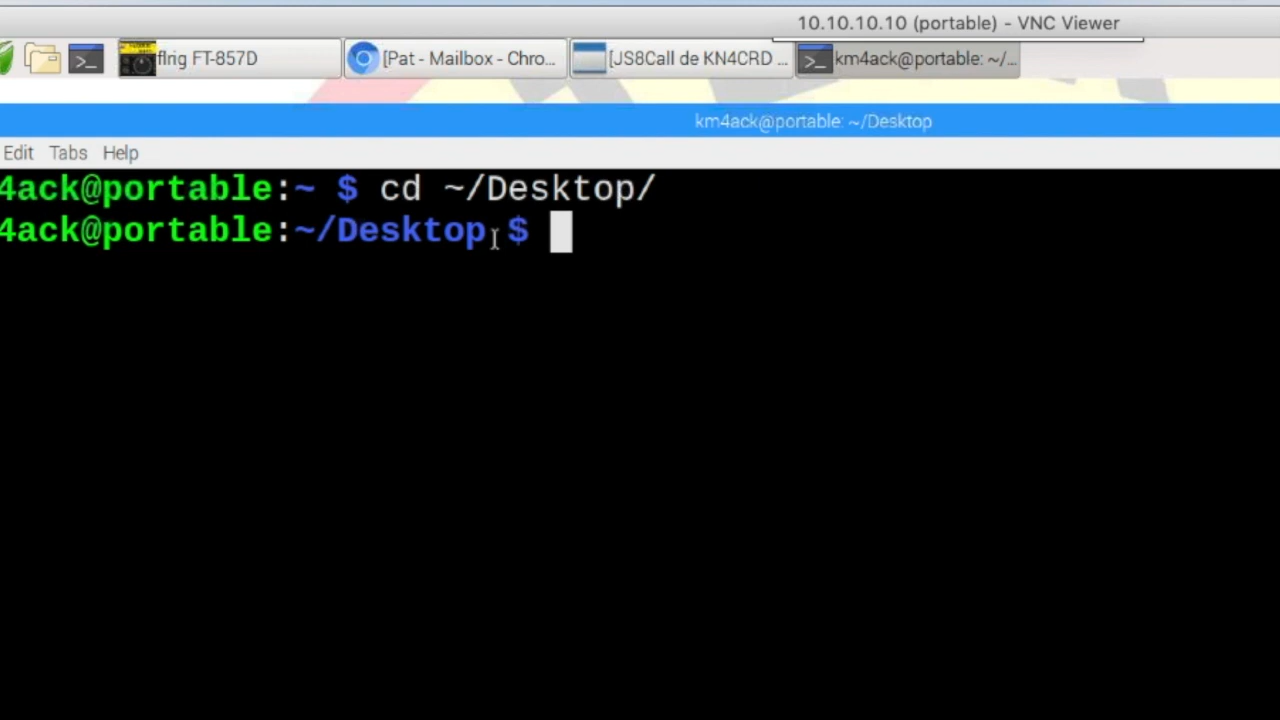 10.10.10.10 (portable) - VNC Viewer
flrig FT-857D [Pat - Mailbox - Chro... [JS8Call de KN4CRD ... km4ack@portable: ~/...
km4ack@portable: ~/Desktop
Edit Tabs Help
4ack@portable:~ $ cd ~/Desktop/
4ack@portable:~/Desktop $